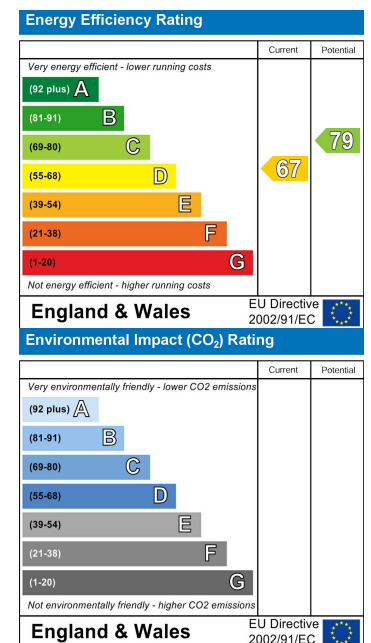 Energy Efficiency Rating
Current Potential
Very energy efficient - lower running costs
(92 plus) A
(81-91) B
(69-80) C
79
(55-68) D
67
(39-54) E
(21-38) F
(1-20) G
Not energy efficient - higher running costs
England & Wales
EU Directive
2002/91/EC
Environmental Impact (CO₂) Rating
Current Potential
Very environmentally friendly - lower CO2 emissions
(92 plus) A
(81-91) B
(69-80) C
(55-68) D
(39-54) E
(21-38) F
(1-20) G
Not environmentally friendly - higher CO2 emissions
England & Wales
EU Directive
2002/91/EC